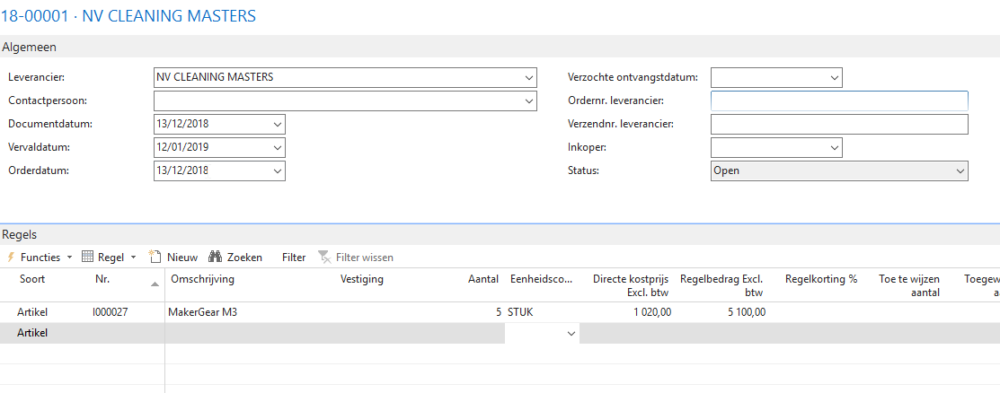 18-00001 · NV CLEANING MASTERS
Algemeen
Leverancier: NV CLEANING MASTERS
Contactpersoon:
Documentdatum: 13/12/2018
Vervaldatum: 12/01/2019
Orderdatum: 13/12/2018
Verzochte ontvangstdatum:
Ordernr. leverancier:
Verzendnr. leverancier:
Inkoper:
Status: Open
Regels
Functies Regel Nieuw Zoeken Filter Filter wissen
Soort Nr. Omschrijving Vestiging Aantal Eenheidsco... Directe kostprijs Regelbedrag Excl. Regelkorting % Toe te wijzen Toegew
Excl. btw btw aantal
Artikel I000027 MakerGear M3 5 STUK 1 020,00 5 100,00
Artikel